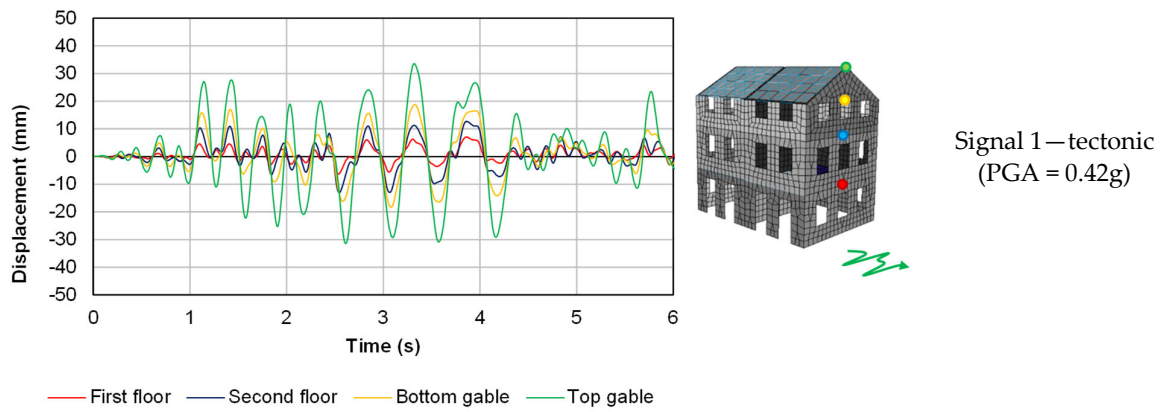 50
40
30
20
10
0
-10
-20
-30
-40
-50
Displacement (mm)
0 1 2 3 4 5 6
Time (s)
First floor Second floor Bottom gable Top gable
Signal 1—tectonic
(PGA = 0.42g)